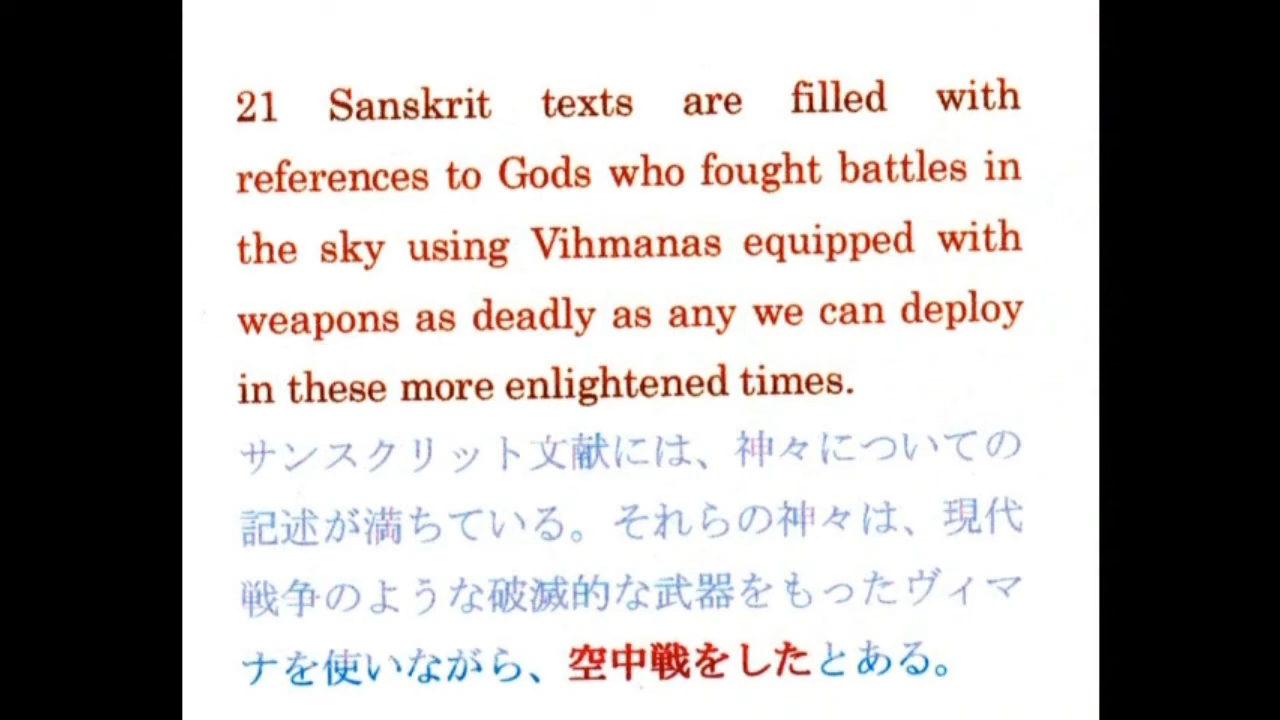 21 Sanskrit texts are filled with
references to Gods who fought battles in
the sky using Vihmanas equipped with
weapons as deadly as any we can deploy
in these more enlightened times.
サンスクリット文献には、神々についての
記述が満ちている。それらの神々は、現代
戦争のような破滅的な武器をもったヴィマ
ナを使いながら、空中戦をしたとある。